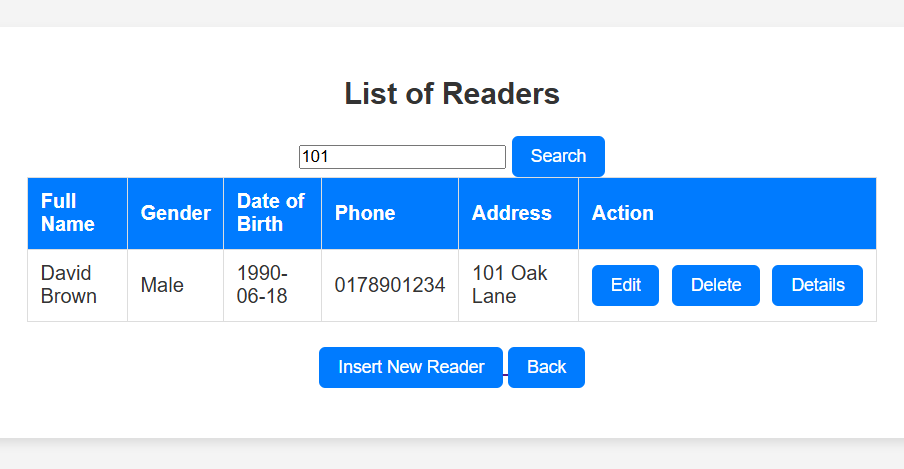 List of Readers
101 Search
Full Name Gender Date of Birth Phone Address Action
David Brown Male 1990-06-18 0178901234 101 Oak Lane Edit Delete Details
Insert New Reader Back